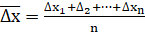 Δx̅ = (Δx₁ + Δ₂ + ⋯ + Δxₙ) / n